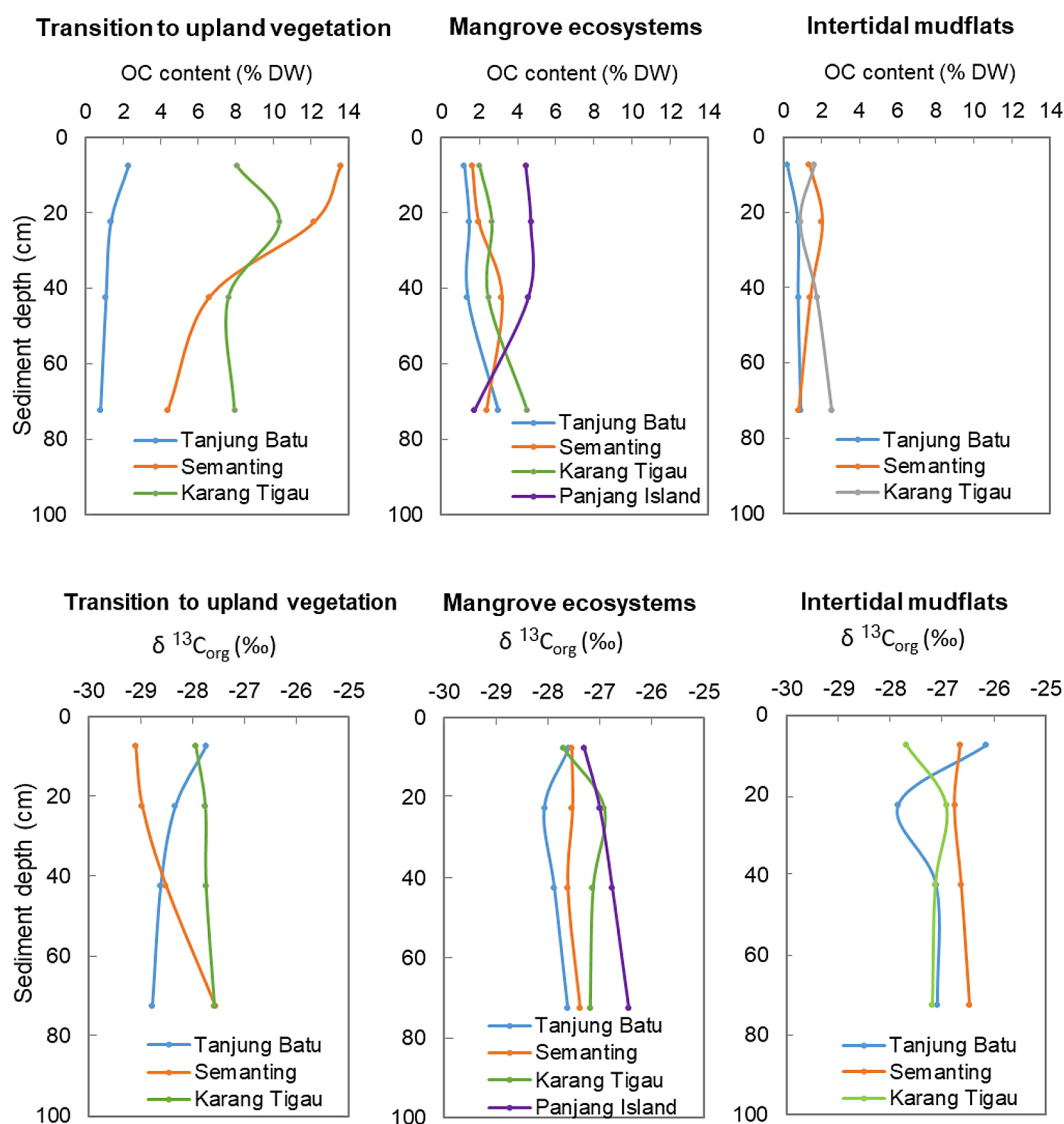 Transition to upland vegetation
OC content (% DW)
0 2 4 6 8 10 12 14
0
20
40
60
80
100
Sediment depth (cm)
Tanjung Batu
Semanting
Karang Tigau
Mangrove ecosystems
OC content (% DW)
0 2 4 6 8 10 12 14
0
20
40
60
80
100
Tanjung Batu
Semanting
Karang Tigau
Panjang Island
Intertidal mudflats
OC content (% DW)
0 2 4 6 8 10 12 14
0
20
40
60
80
100
Tanjung Batu
Semanting
Karang Tigau
Transition to upland vegetation
δ ¹³Corg (‰)
-30 -29 -28 -27 -26 -25
0
20
40
60
80
100
Sediment depth (cm)
Tanjung Batu
Semanting
Karang Tigau
Mangrove ecosystems
δ ¹³Corg (‰)
-30 -29 -28 -27 -26 -25
0
20
40
60
80
100
Tanjung Batu
Semanting
Karang Tigau
Panjang Island
Intertidal mudflats
δ ¹³Corg (‰)
-30 -29 -28 -27 -26 -25
0
20
40
60
80
100
Tanjung Batu
Semanting
Karang Tigau